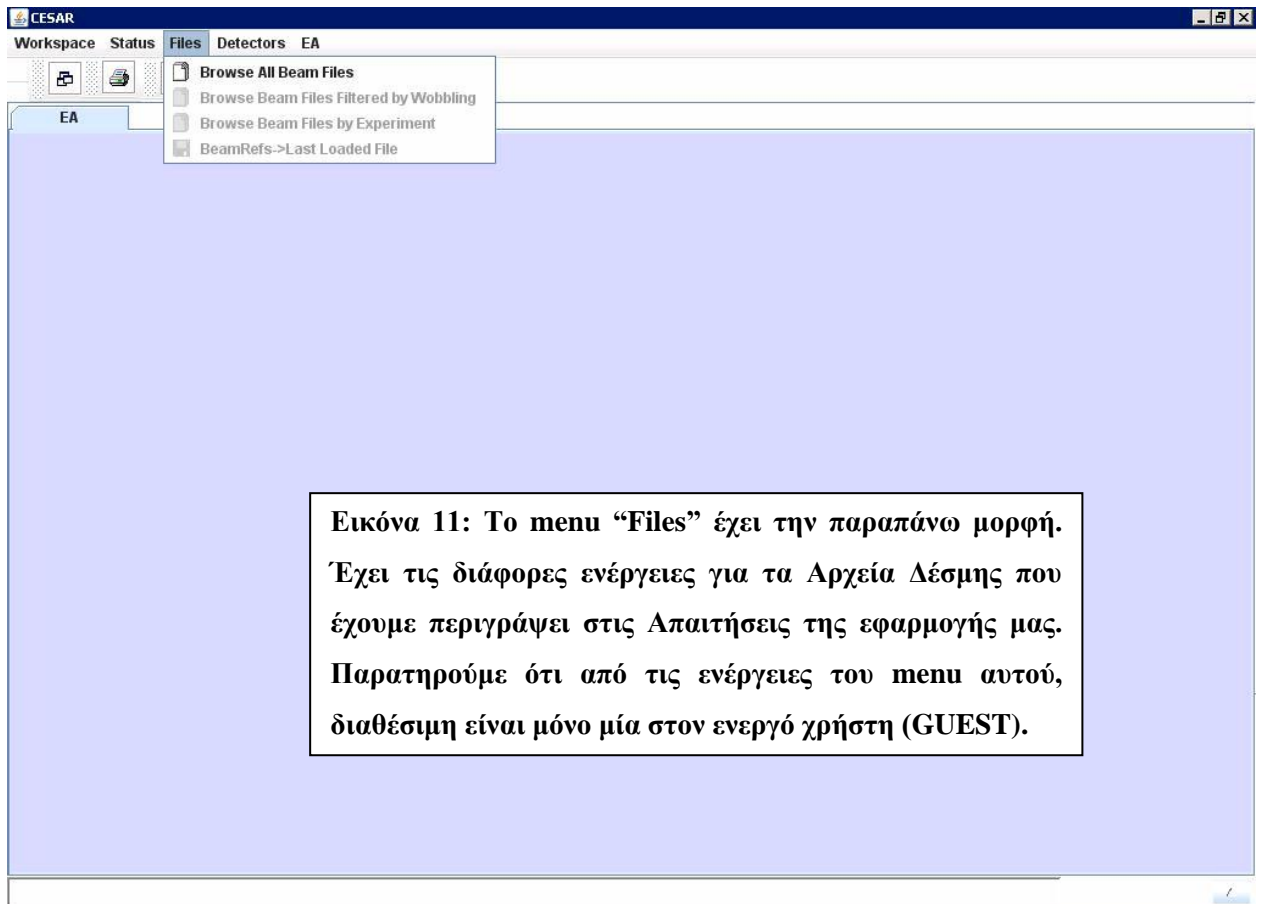 CESAR
Workspace Status Files Detectors EA
Browse All Beam Files
Browse Beam Files Filtered by Wobbling
Browse Beam Files by Experiment
BeamRefs->Last Loaded File
EA
Εικόνα 11: Το menu “Files” έχει την παραπάνω μορφή.
Έχει τις διάφορες ενέργειες για τα Αρχεία Δέσμης που
έχουμε περιγράψει στις Απαιτήσεις της εφαρμογής μας.
Παρατηρούμε ότι από τις ενέργειες του menu αυτού,
διαθέσιμη είναι μόνο μία στον ενεργό χρήστη (GUEST).